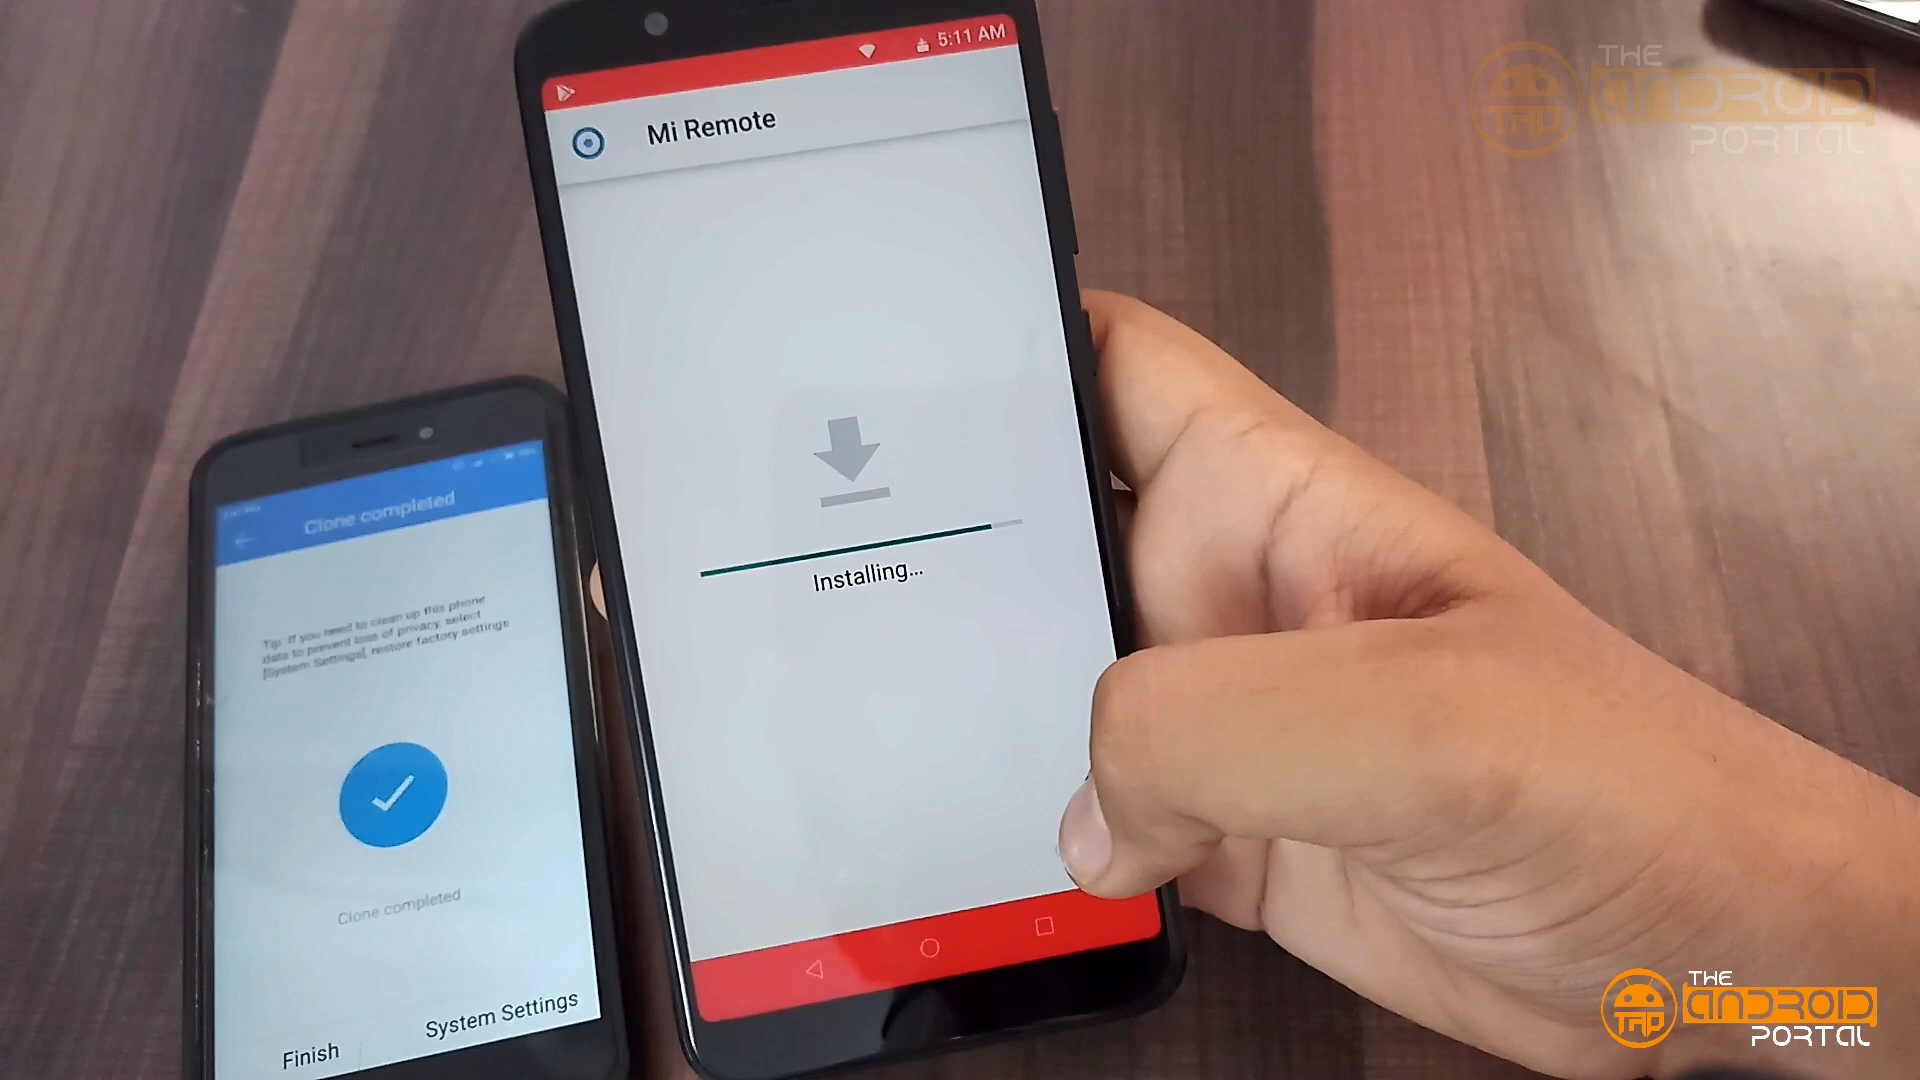 5:11 AM
Mi Remote
Installing...
Clone completed
Tip: If you need to clean up this phone
data to prevent loss of privacy, select
[System Settings], restore factory settings
Clone completed
Finish
System Settings
THE
ANDROID
PORTAL
TAP
THE
ANDROID
PORTAL
TAP